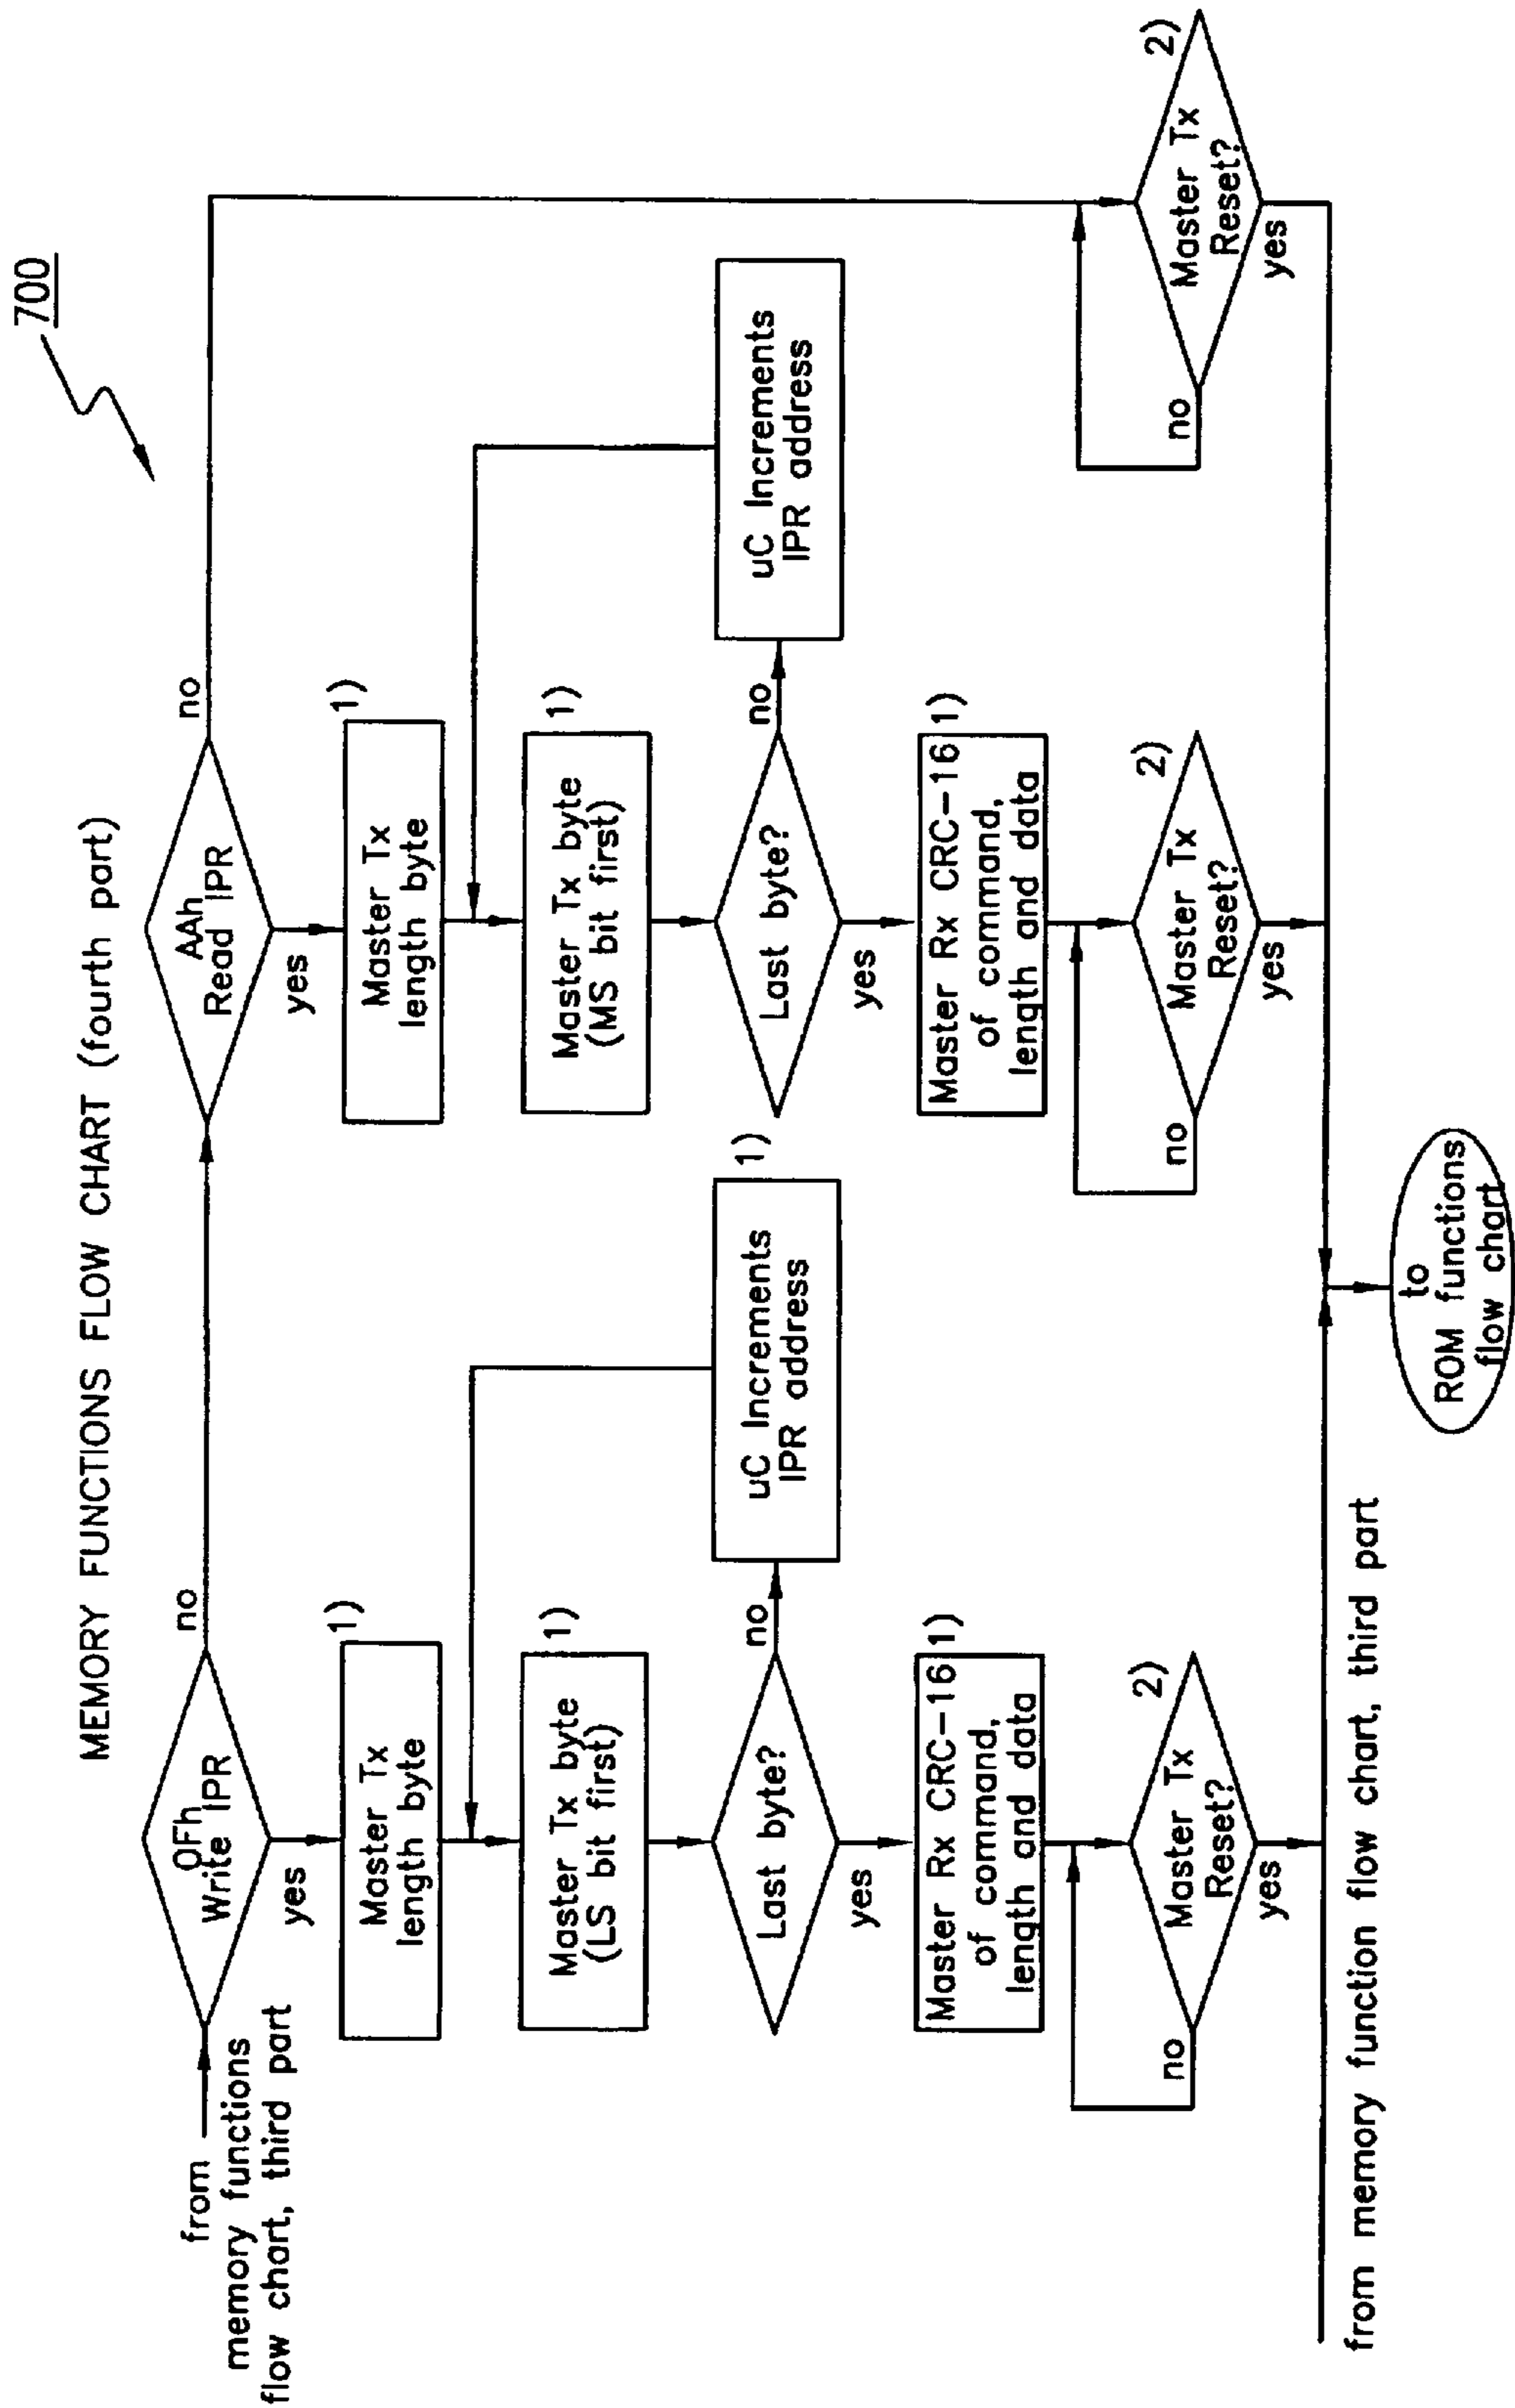 700
MEMORY FUNCTIONS FLOW CHART (fourth part)
from
memory functions
flow chart, third part
OFh
Write IPR
no
yes
Master Tx
length byte
1)
Master Tx byte
(LS bit first)
1)
Last byte?
no
yes
uC Increments
IPR address
1)
Master Rx CRC-16
of command,
length and data
1)
Master Tx
Reset?
2)
no
yes
AAh
Read IPR
no
yes
Master Tx
length byte
1)
Master Tx byte
(MS bit first)
1)
Last byte?
no
yes
uC Increments
IPR address
Master Rx CRC-16
of command,
length and data
1)
Master Tx
Reset?
2)
no
yes
Master Tx
Reset?
2)
no
yes
from memory function flow chart, third part
to
ROM functions
flow chart